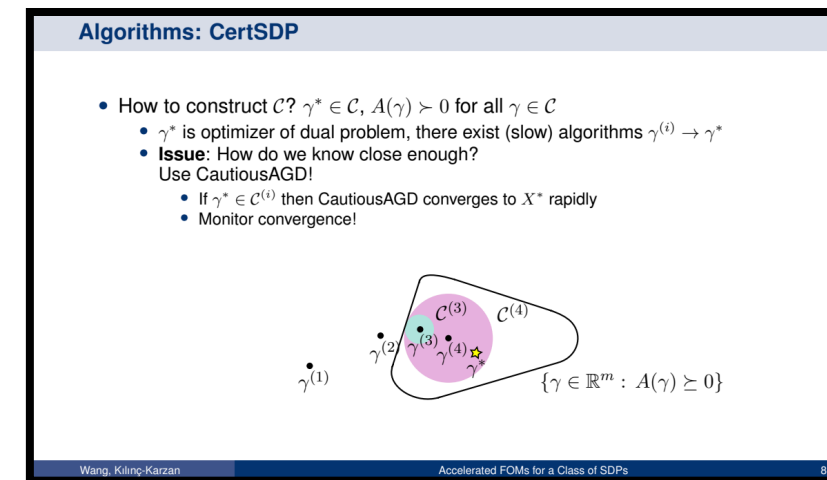 Algorithms: CertSDP
• How to construct 𝒞? γ* ∈ 𝒞, A(γ) ≻ 0 for all γ ∈ 𝒞
• γ* is optimizer of dual problem, there exist (slow) algorithms γ⁽ⁱ⁾ → γ*
• Issue: How do we know close enough?
Use CautiousAGD!
• If γ* ∈ 𝒞⁽ⁱ⁾ then CautiousAGD converges to X* rapidly
• Monitor convergence!
𝒞⁽³⁾
𝒞⁽⁴⁾
γ⁽¹⁾
γ⁽²⁾
γ⁽³⁾
γ⁽⁴⁾
γ*
{γ ∈ ℝᵐ : A(γ) ⪰ 0}
Wang, Kılınç-Karzan
Accelerated FOMs for a Class of SDPs
8